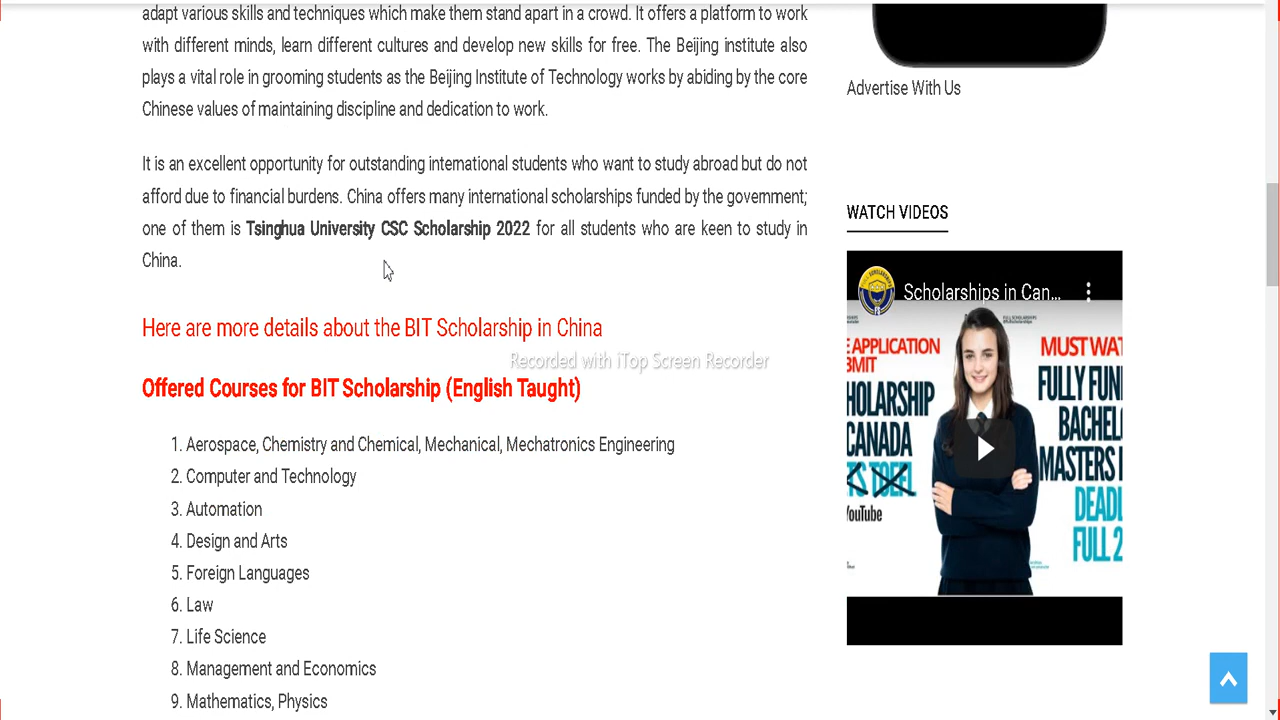 adapt various skills and techniques which make them stand apart in a crowd. It offers a platform to work
with different minds, learn different cultures and develop new skills for free. The Beijing institute also
plays a vital role in grooming students as the Beijing Institute of Technology works by abiding by the core
Chinese values of maintaining discipline and dedication to work.
It is an excellent opportunity for outstanding international students who want to study abroad but do not
afford due to financial burdens. China offers many international scholarships funded by the government;
one of them is Tsinghua University CSC Scholarship 2022 for all students who are keen to study in
China.
Here are more details about the BIT Scholarship in China
Recorded with iTop Screen Recorder
Offered Courses for BIT Scholarship (English Taught)
1. Aerospace, Chemistry and Chemical, Mechanical, Mechatronics Engineering
2. Computer and Technology
3. Automation
4. Design and Arts
5. Foreign Languages
6. Law
7. Life Science
8. Management and Economics
9. Mathematics, Physics
Advertise With Us
WATCH VIDEOS
Scholarships in Can...
E APPLICATION
BMIT
HOLARSHIP
CANADA
TS TOEFL
YouTube
MUST WAT
FULLY FUN
BACHEL
MASTERS I
DEADL
FULL 2